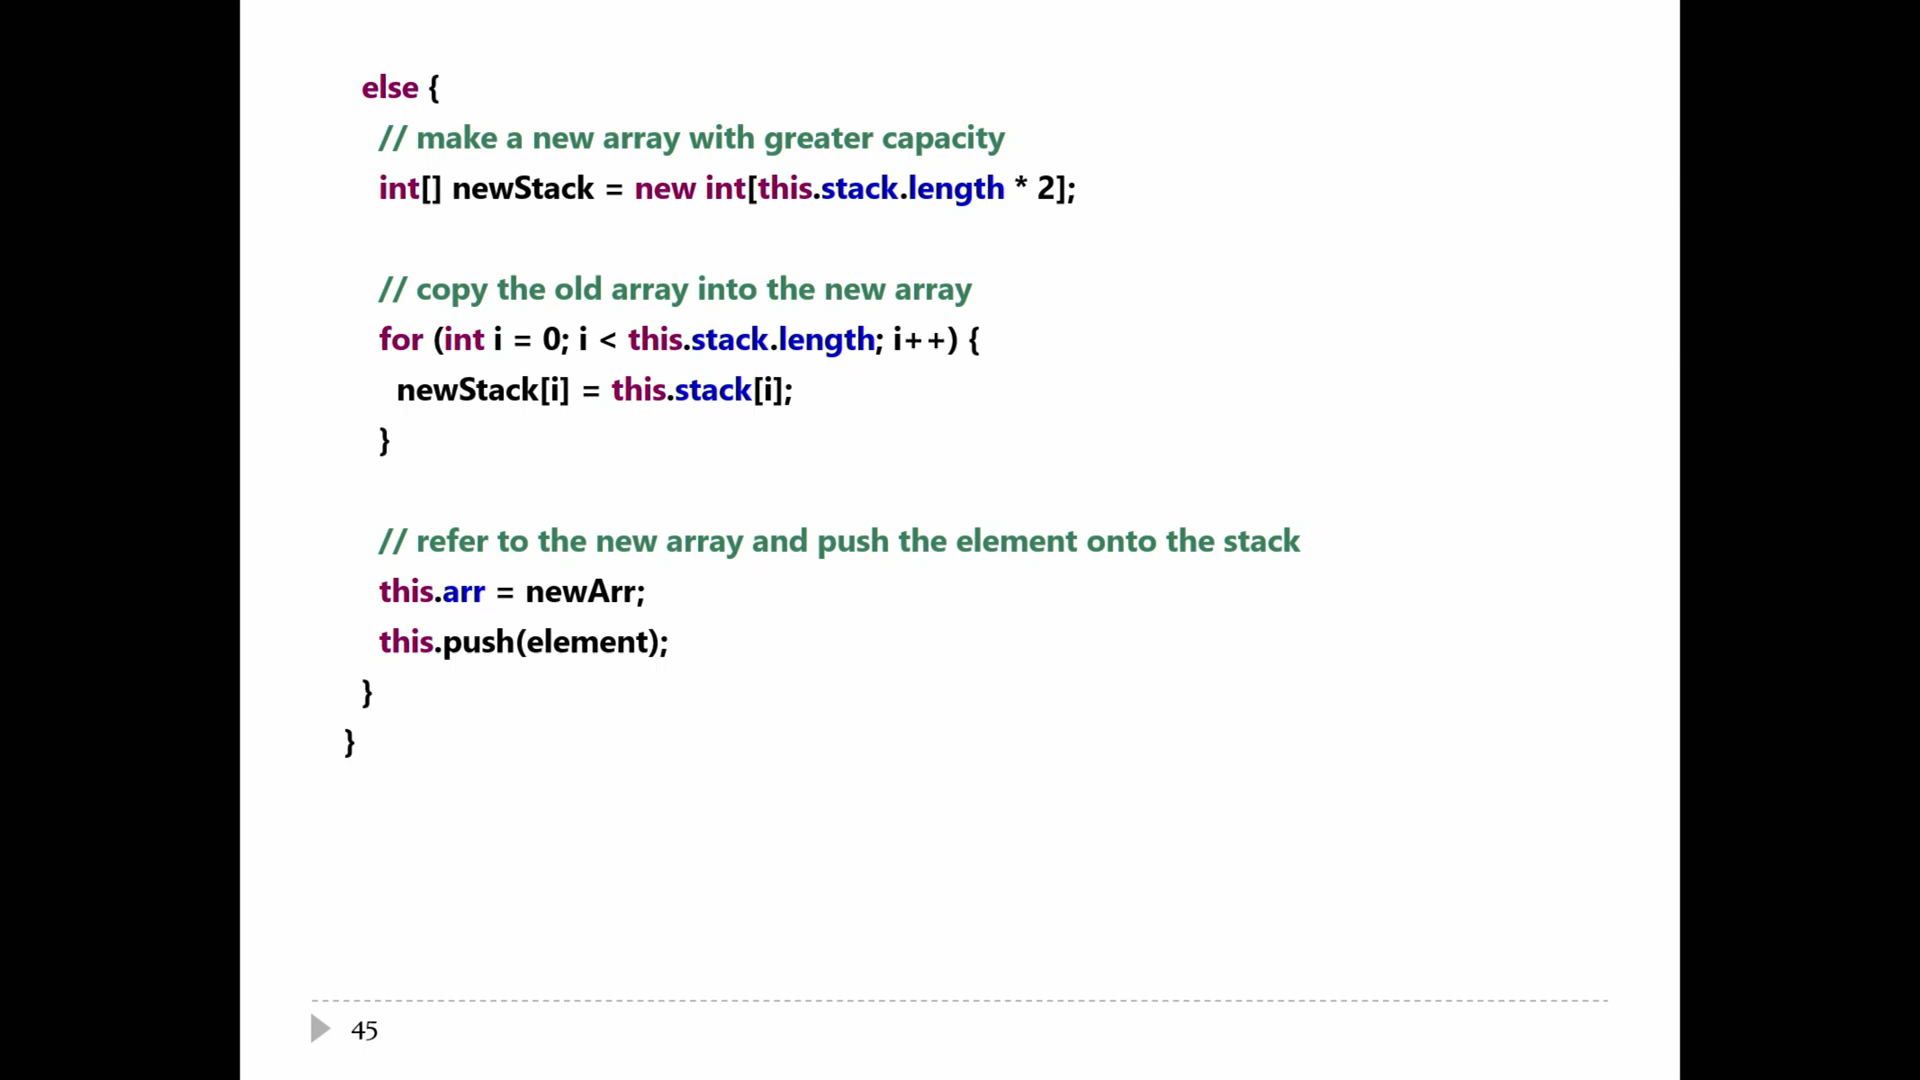 else {
// make a new array with greater capacity
int[] newStack = new int[this.stack.length * 2];
// copy the old array into the new array
for (int i = 0; i < this.stack.length; i++) {
newStack[i] = this.stack[i];
}
// refer to the new array and push the element onto the stack
this.arr = newArr;
this.push(element);
}
}
45